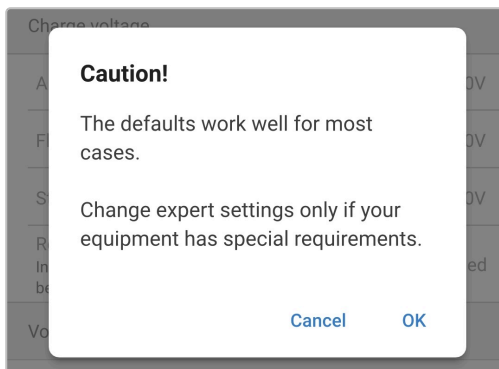 Charge voltage
Caution!
The defaults work well for most
cases.
Change expert settings only if your
equipment has special requirements.
Cancel OK